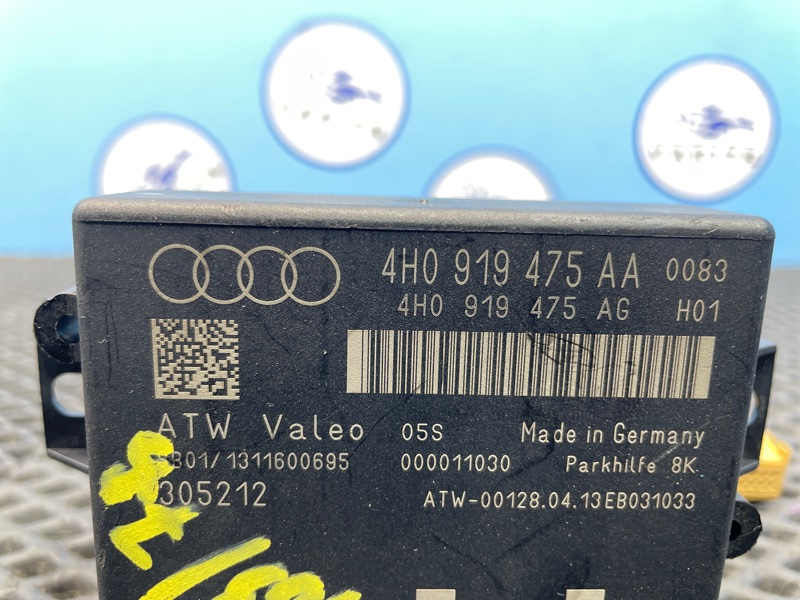 4H0 919 475 AA 0083
4H0 919 475 AG H01
ATW Valeo 05S Made in Germany
SB01/1311600695 000011030 Parkhilfe 8K
305212 ATW-00128.04.13EB031033